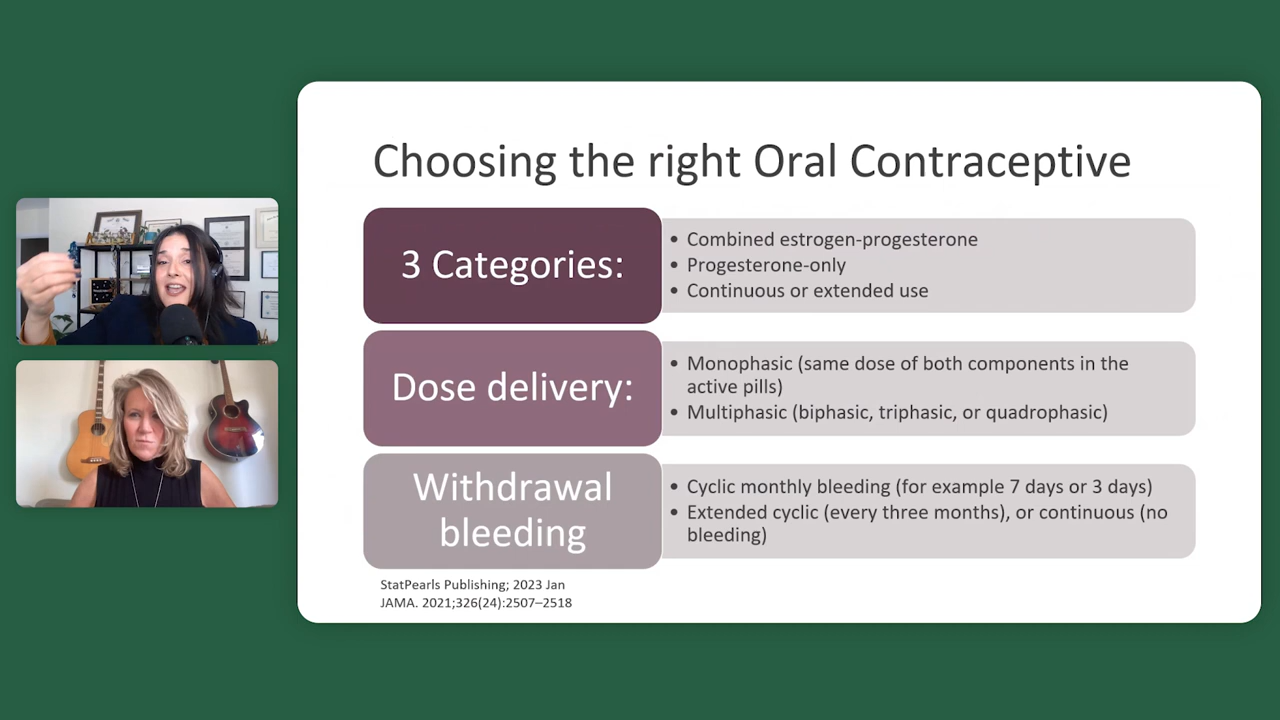 Choosing the right Oral Contraceptive
3 Categories:
• Combined estrogen-progesterone
• Progesterone-only
• Continuous or extended use
Dose delivery:
• Monophasic (same dose of both components in the
active pills)
• Multiphasic (biphasic, triphasic, or quadrophasic)
Withdrawal
bleeding
• Cyclic monthly bleeding (for example 7 days or 3 days)
• Extended cyclic (every three months), or continuous (no
bleeding)
StatPearls Publishing; 2023 Jan
JAMA. 2021;326(24):2507–2518